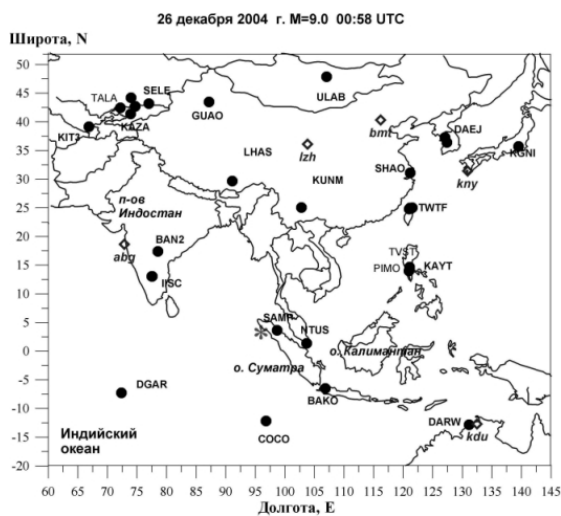 26 декабря 2004 г. M=9.0 00:58 UTC
Широта, N
50
45
40
35
30
25
20
15
10
5
0
-5
-10
-15
-20
ULAB
SELE
TALA
GUAO
KAZA
KIT3
bmt
DAEJ
KGNI
LHAS
lzh
KUNM
SHAO
kny
п-ов
Индостан
TWTF
BAN2
abg
IISC
TVST
PIMO
KAYT
SAMP
NTUS
о. Калимантан
о. Суматра
DGAR
BAKO
COCO
DARW
kdu
Индийский
океан
60 65 70 75 80 85 90 95 100 105 110 115 120 125 130 135 140 145
Долгота, E